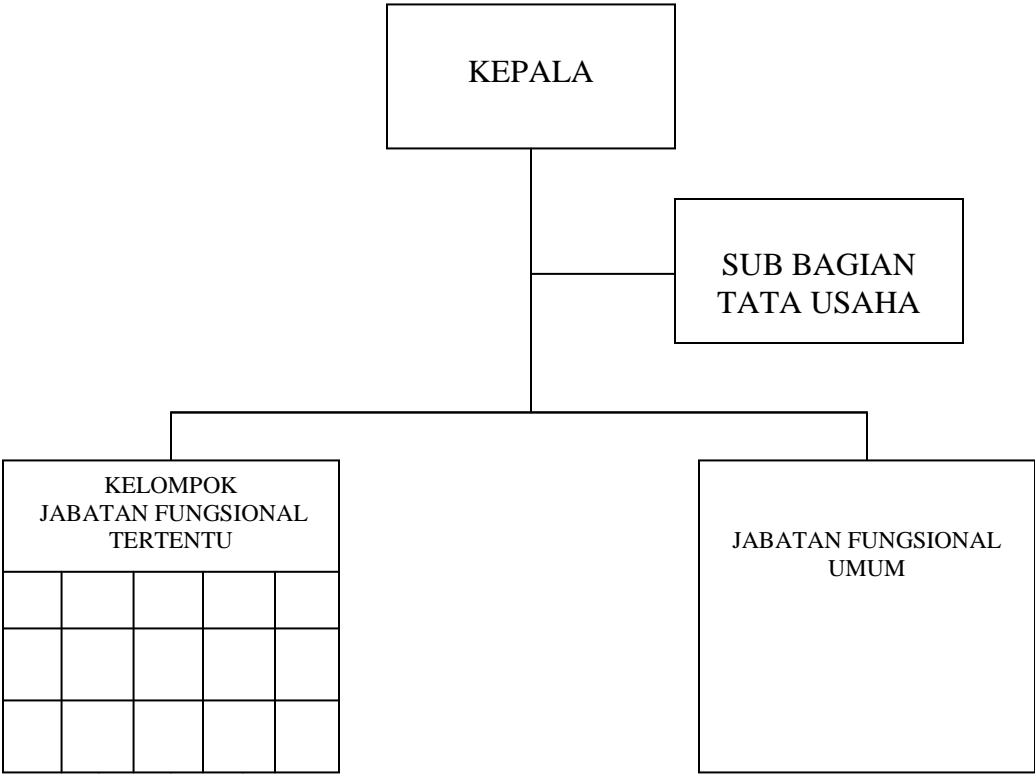 KEPALA
SUB BAGIAN
TATA USAHA
KELOMPOK
JABATAN FUNGSIONAL
TERTENTU
JABATAN FUNGSIONAL
UMUM